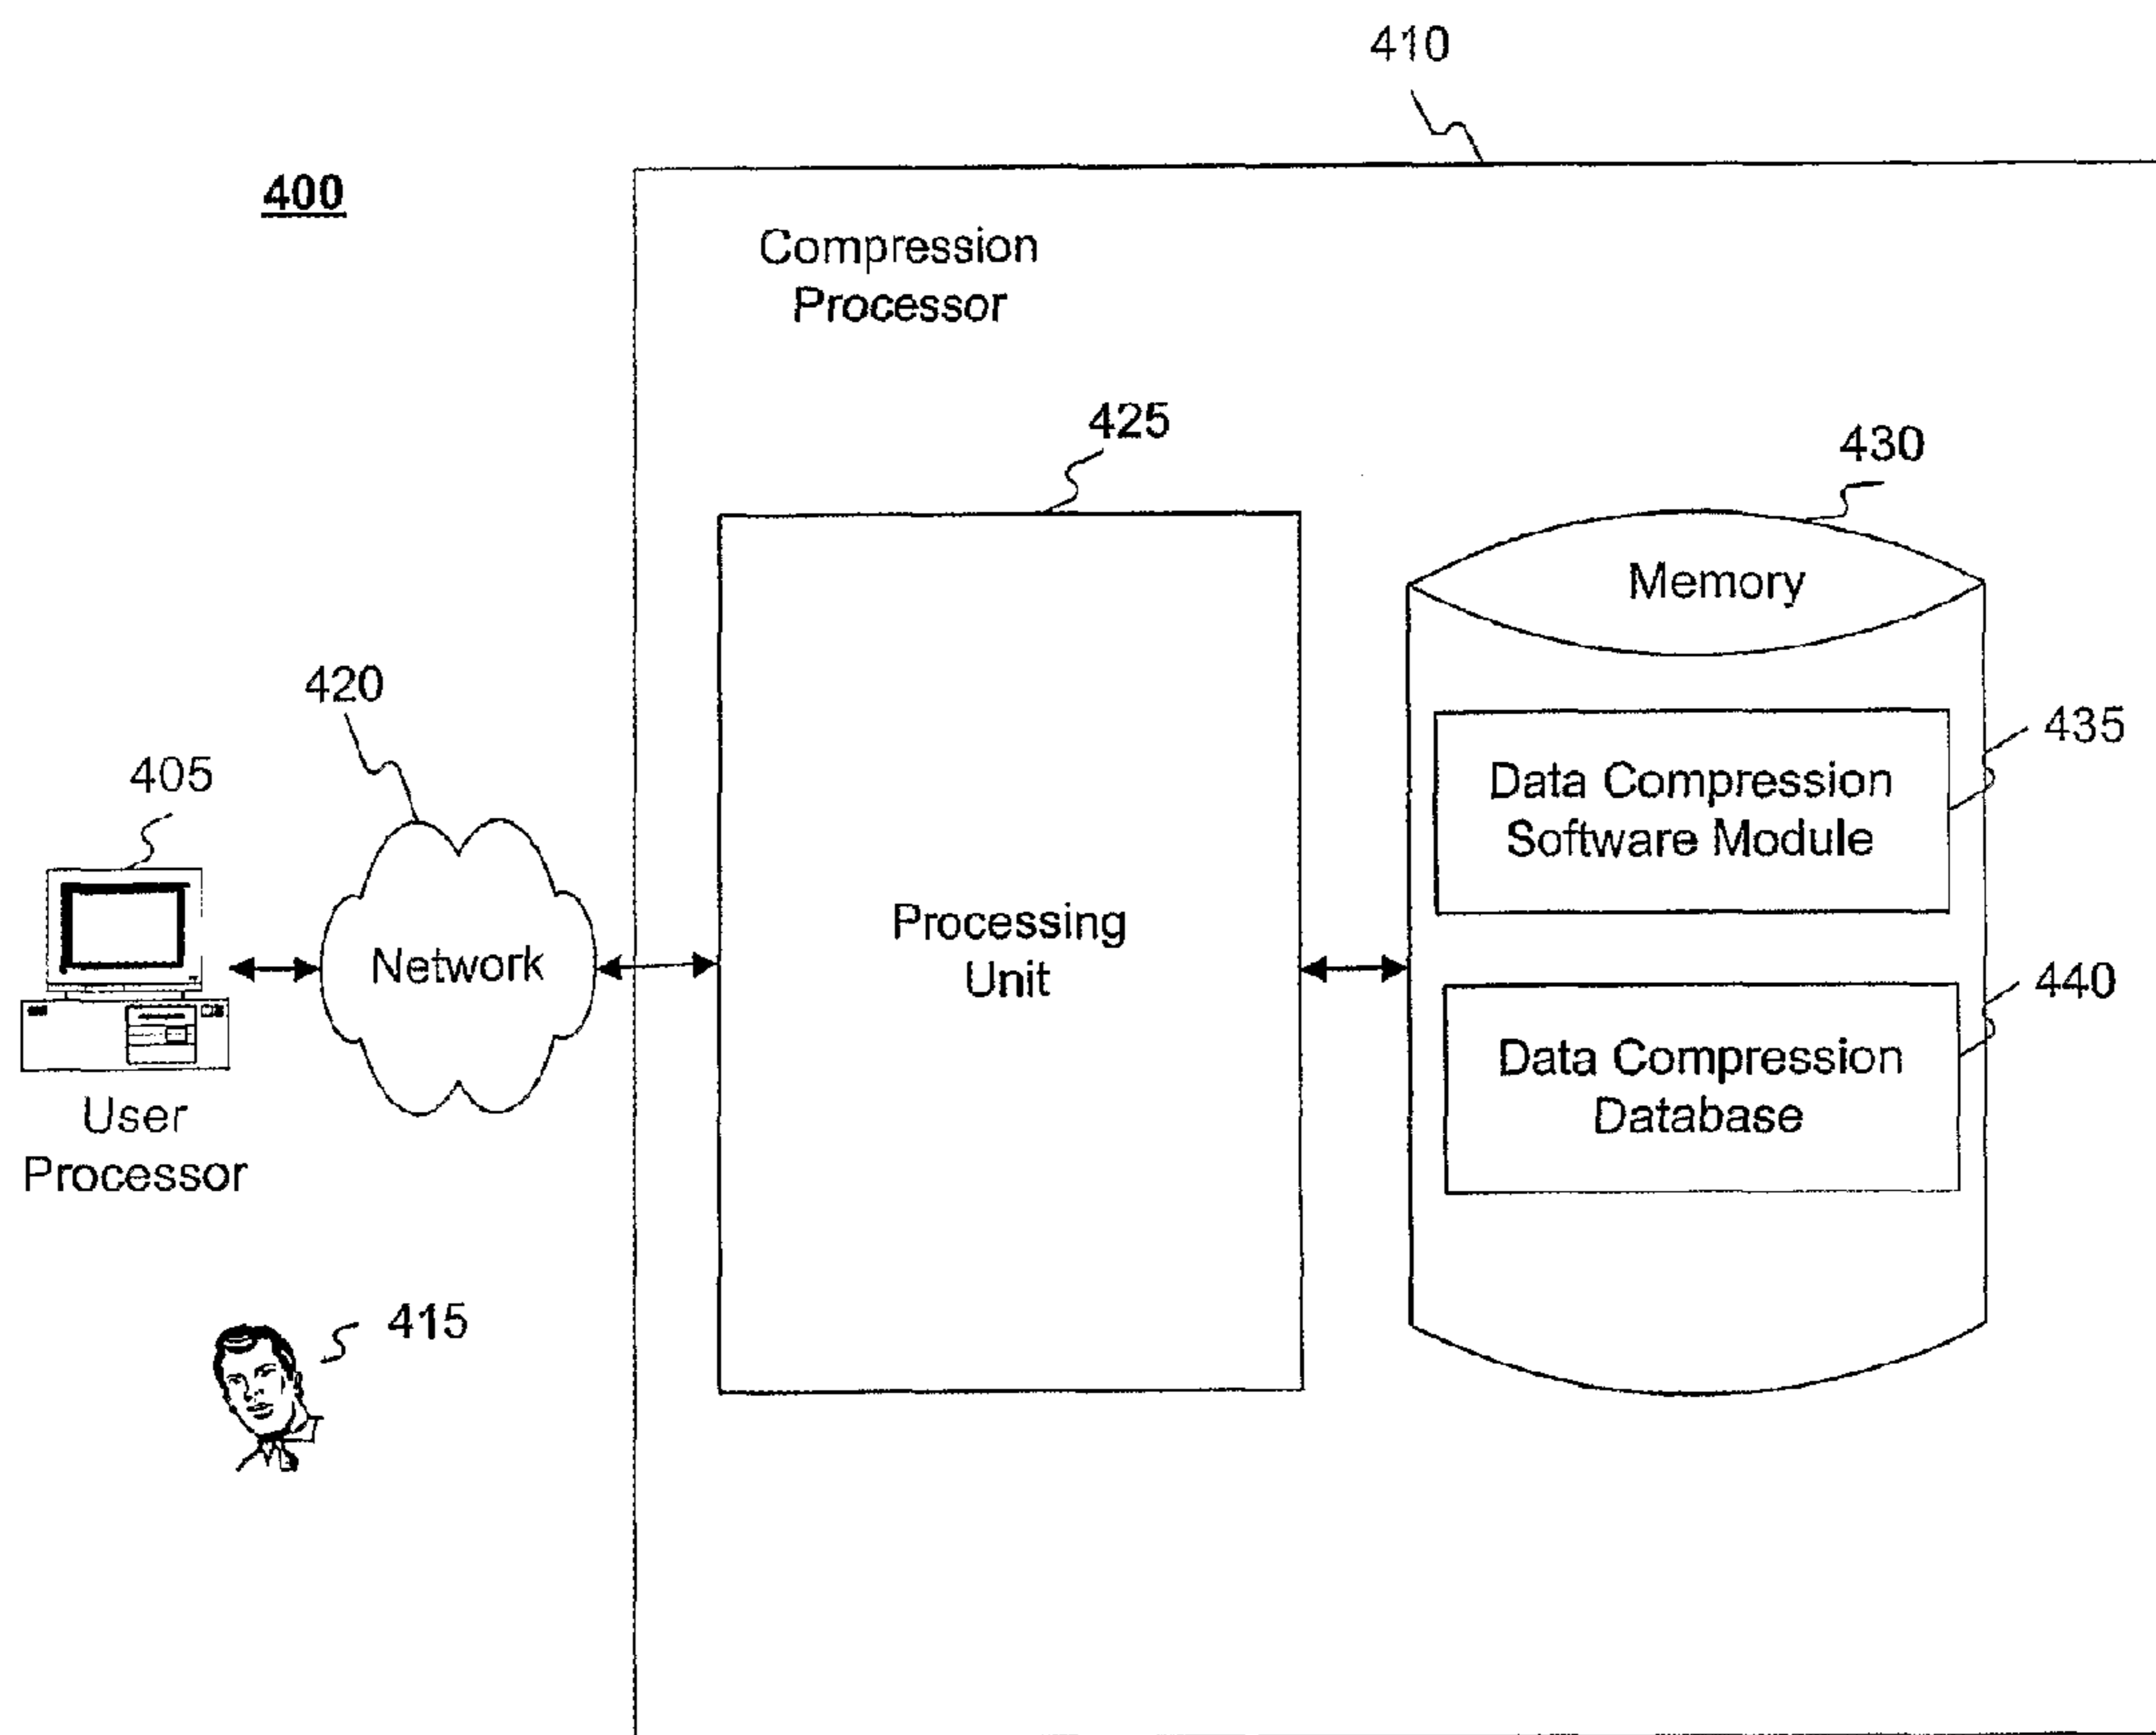 410
400
Compression
Processor
425
430
Memory
420
435
405
Data Compression
Software Module
Processing
Unit
Network
440
Data Compression
Database
User
Processor
415